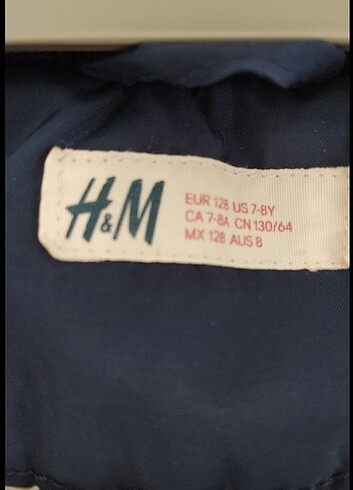 H&M
EUR 128 US 7-8Y
CA 7-8A CN 130/64
MX 128 AUS 8